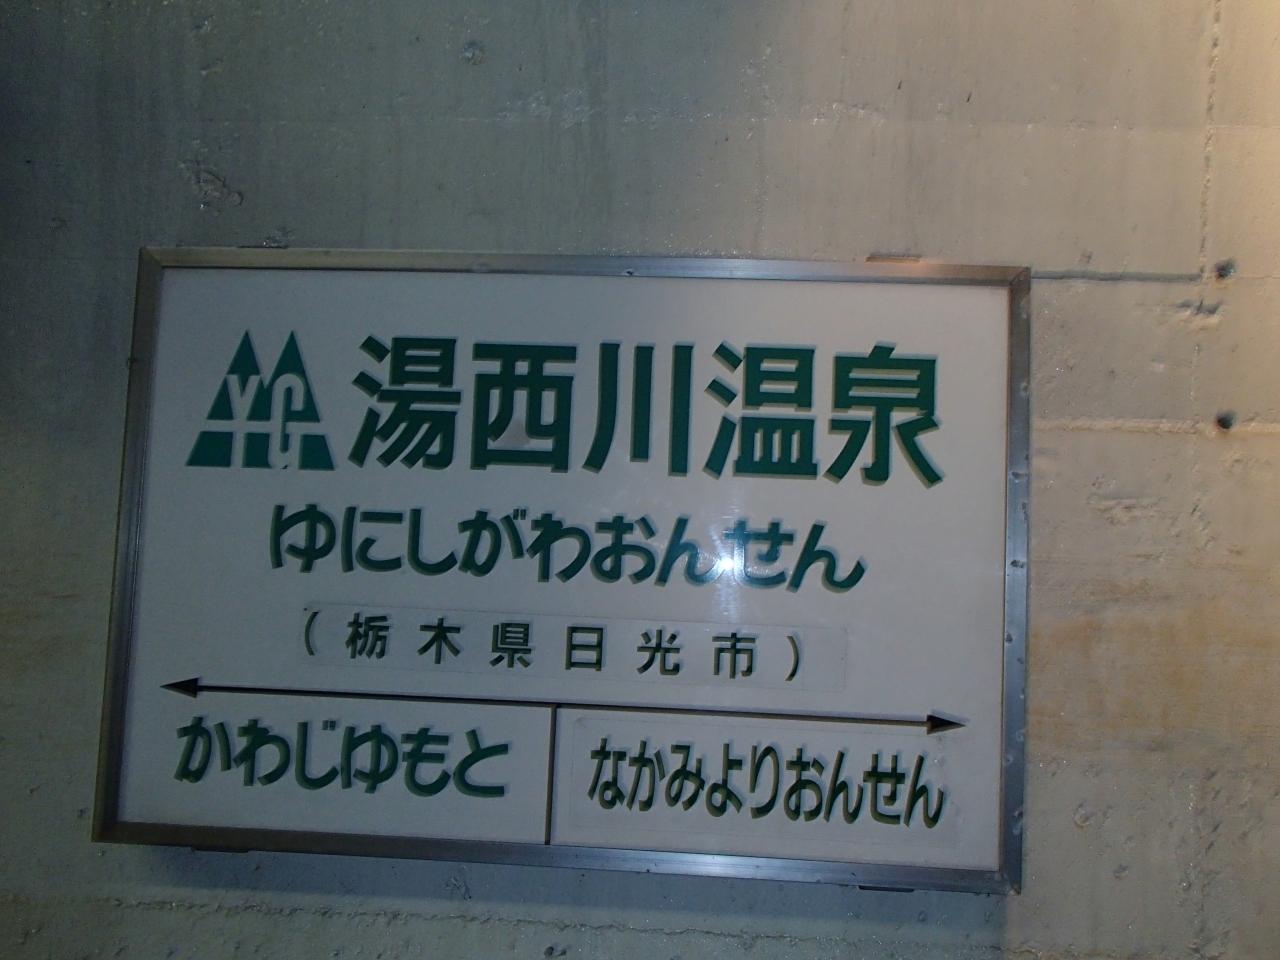 湯西川温泉
ゆにしがわおんせん
(栃木県日光市)
かわじゆもと
なかみよりおんせん